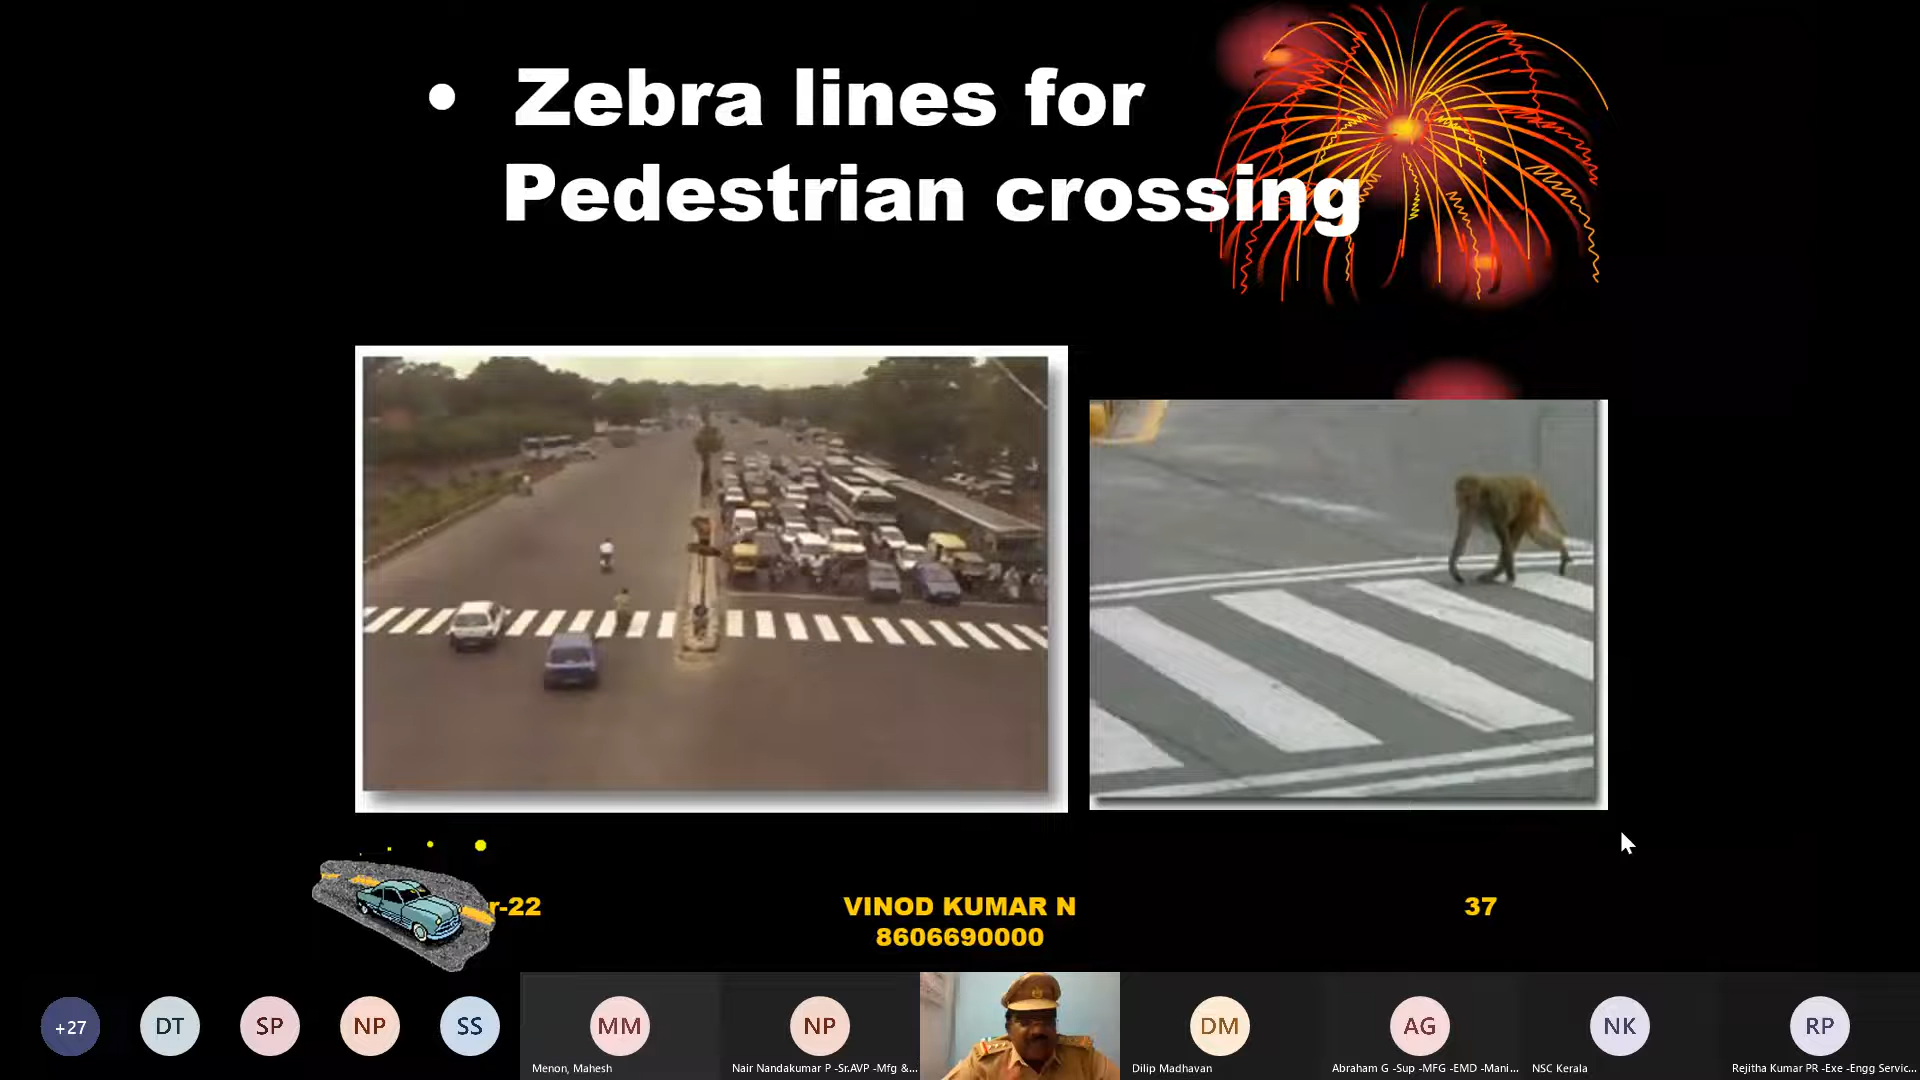 • Zebra lines for
Pedestrian crossing
r-22
VINOD KUMAR N
8606690000
37
+27
DT
SP
NP
SS
MM
NP
DM
AG
NK
RP
Menon, Mahesh
Nair Nandakumar P -Sr.AVP -Mfg &...
Dilip Madhavan
Abraham G -Sup -MFG -EMD -Mani...
NSC Kerala
Rejitha Kumar PR -Exe -Engg Servic...